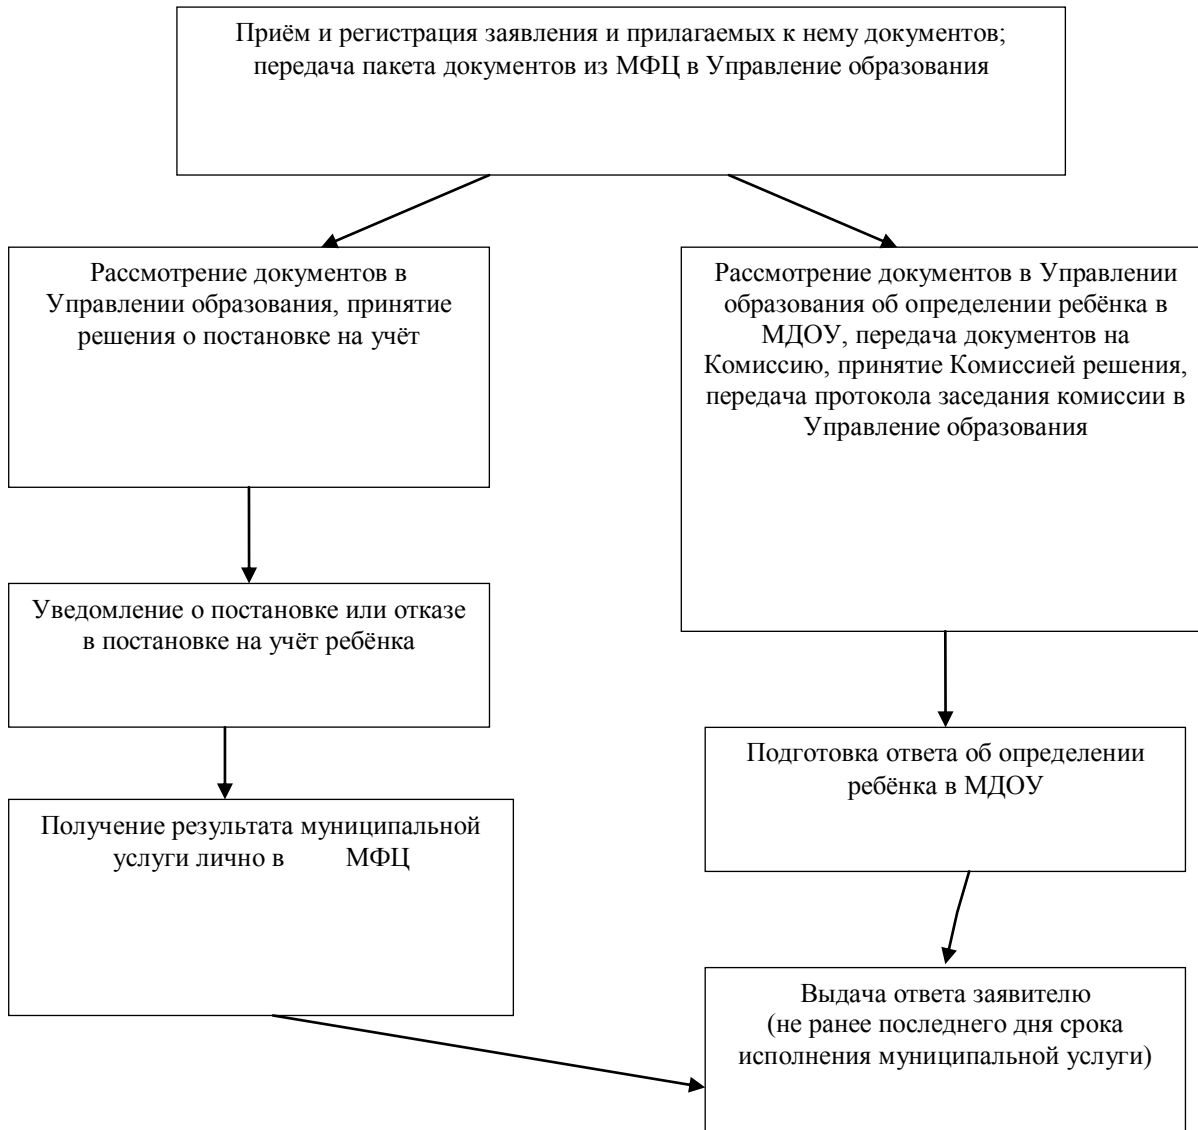 Приём и регистрация заявления и прилагаемых к нему документов;
передача пакета документов из МФЦ в Управление образования
Рассмотрение документов в
Управлении образования, принятие
решения о постановке на учёт
Рассмотрение документов в Управлении
образования об определении ребёнка в
МДОУ, передача документов на
Комиссию, принятие Комиссией решения,
передача протокола заседания комиссии в
Управление образования
Уведомление о постановке или отказе
в постановке на учёт ребёнка
Подготовка ответа об определении
ребёнка в МДОУ
Получение результата муниципальной
услуги лично в МФЦ
Выдача ответа заявителю
(не ранее последнего дня срока
исполнения муниципальной услуги)